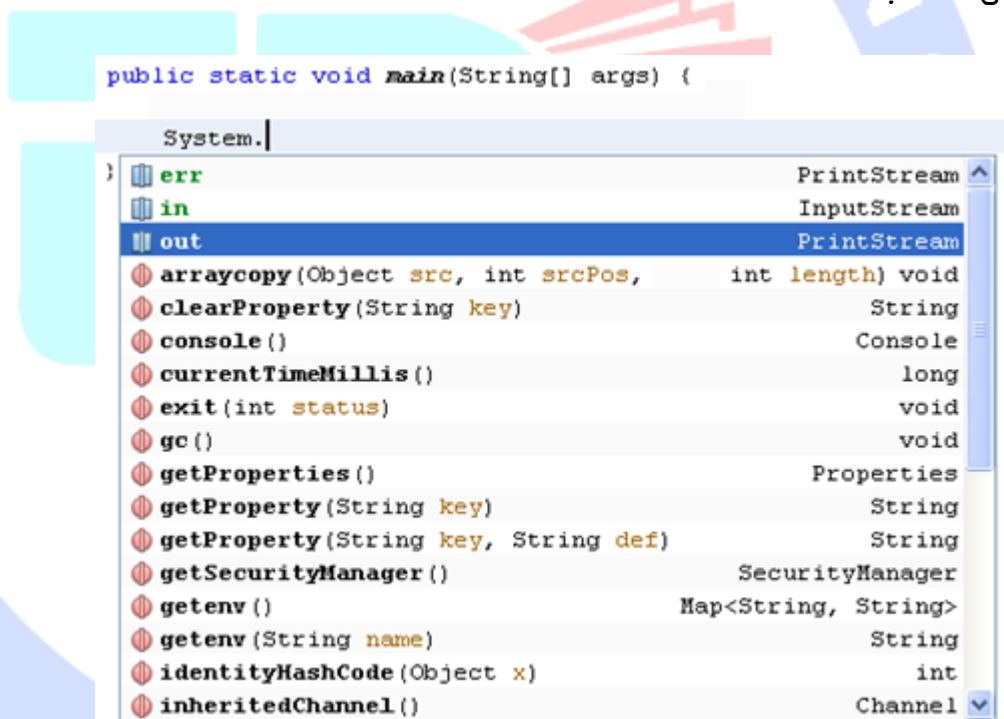 public static void main(String[] args) {
System.
}
err PrintStream
in InputStream
out PrintStream
arraycopy(Object src, int srcPos, int length) void
clearProperty(String key) String
console() Console
currentTimeMillis() long
exit(int status) void
gc() void
getProperties() Properties
getProperty(String key) String
getProperty(String key, String def) String
getSecurityManager() SecurityManager
getenv() Map<String, String>
getenv(String name) String
identityHashCode(Object x) int
inheritedChannel() Channel